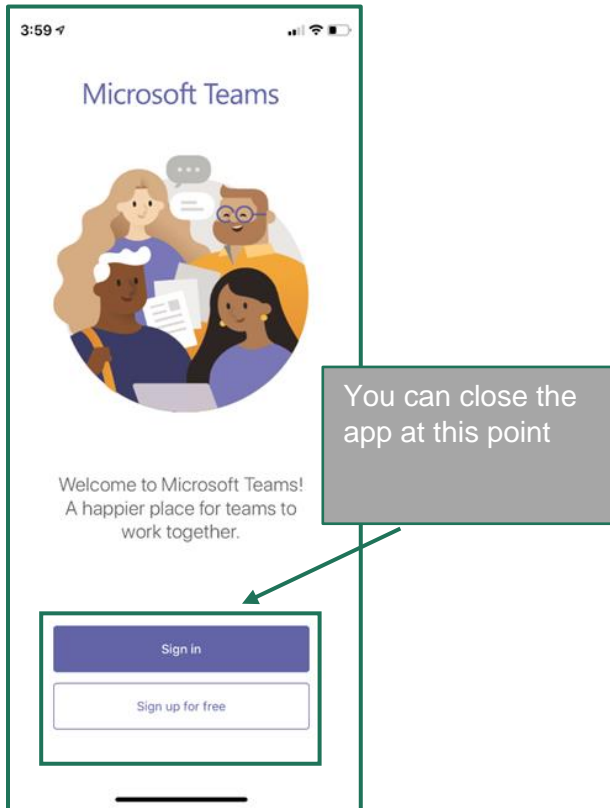 3:59
Microsoft Teams
You can close the
app at this point
Welcome to Microsoft Teams!
A happier place for teams to
work together.
Sign in
Sign up for free